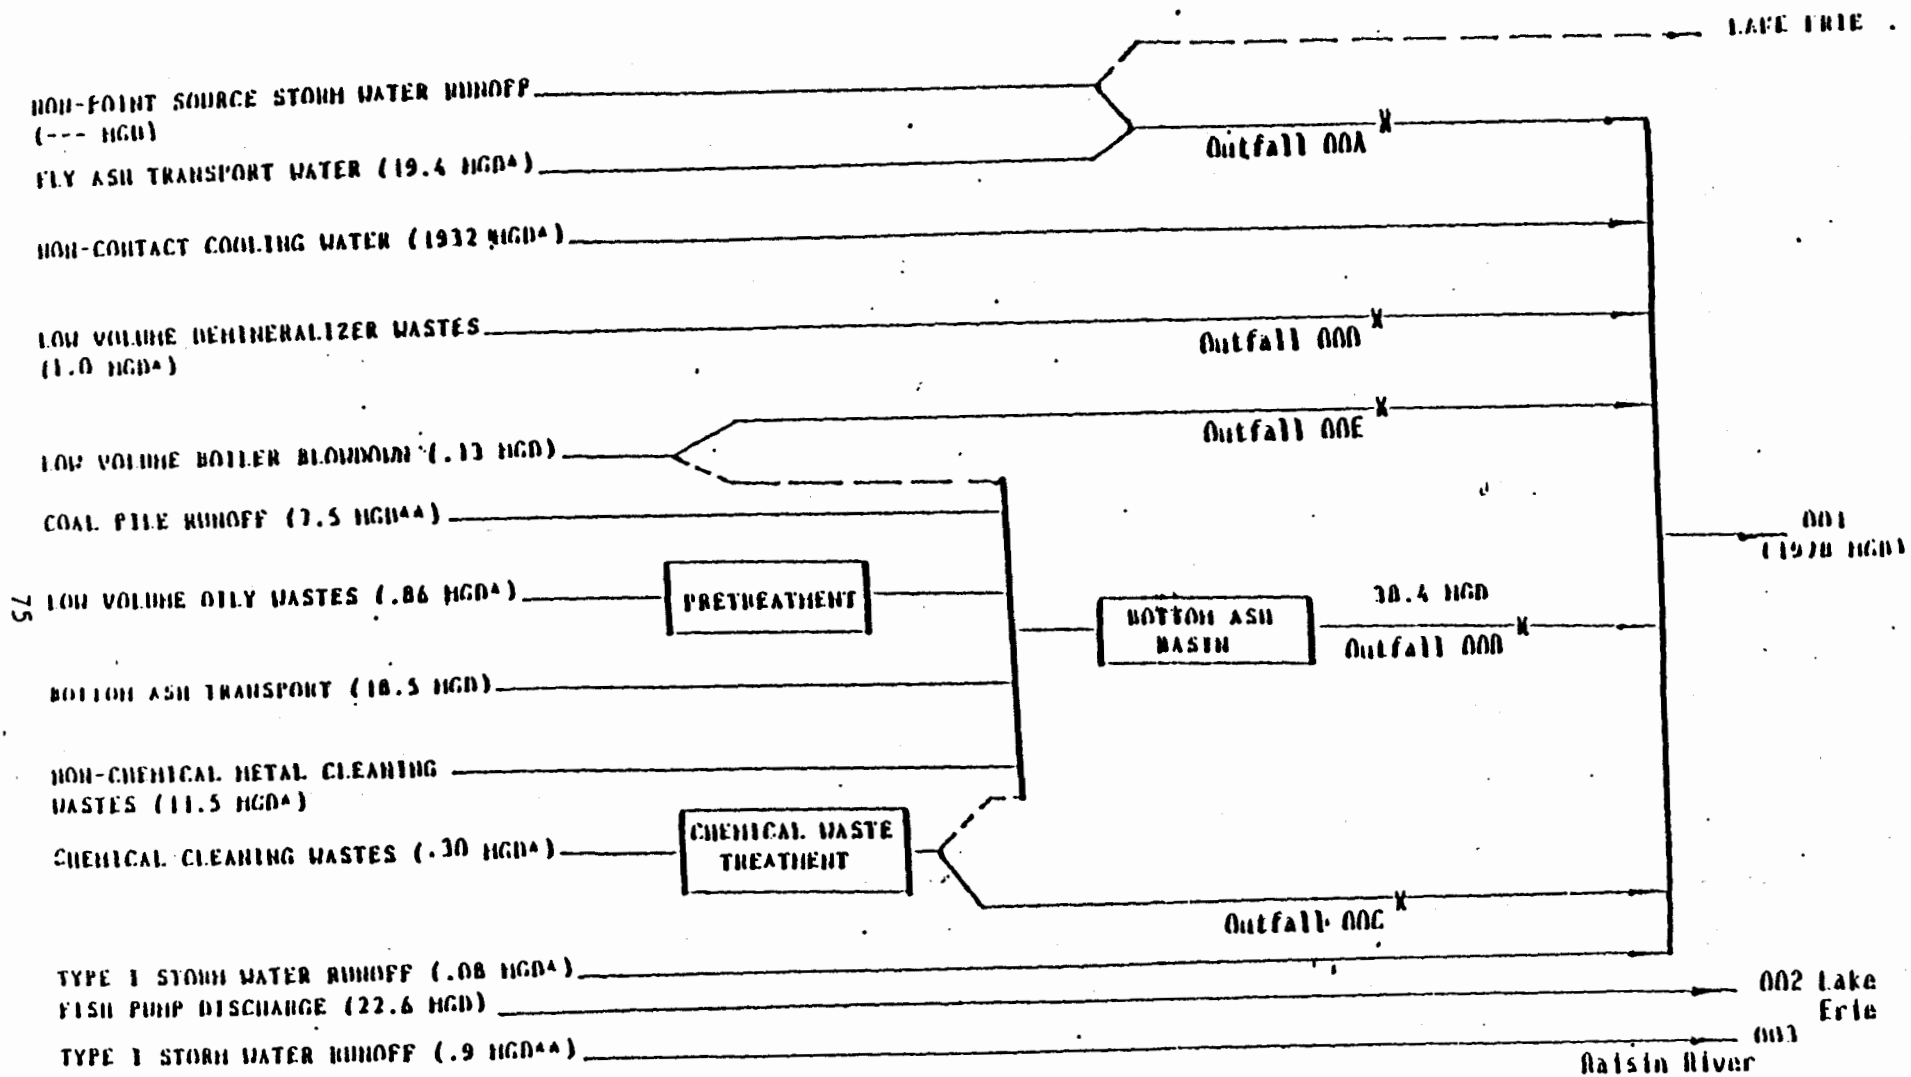 LAKE ERIE
NON-POINT SOURCE STORM WATER RUNOFF
(--- MGD)
Outfall 00A
FLY ASH TRANSPORT WATER (19.4 MGD*)
NON-CONTACT COOLING WATER (1932 MGD*)
LOW VOLUME DEMINERALIZER WASTES
(1.0 MGD*)
Outfall 00D
Outfall 00E
LOW VOLUME BOILER BLOWDOWN (.13 MGD)
COAL PILE RUNOFF (7.5 MGD**)
001
MGD)
75
LOW VOLUME OILY WASTES (.86 MGD*)
PRETREATMENT
BOTTOM ASH
BASIN
38.4 MGD
Outfall 00B
BOTTOM ASH TRANSPORT (18.5 MGD)
NON-CHEMICAL METAL CLEANING
WASTES (11.5 MGD*)
CHEMICAL CLEANING WASTES (.30 MGD*)
CHEMICAL WASTE
TREATMENT
Outfall 00C
TYPE I STORM WATER RUNOFF (.08 MGD*)
FISH PUMP DISCHARGE (22.6 MGD)
002 Lake
Erie
TYPE I STORM WATER RUNOFF (.9 MGD**)
003
Raisin River